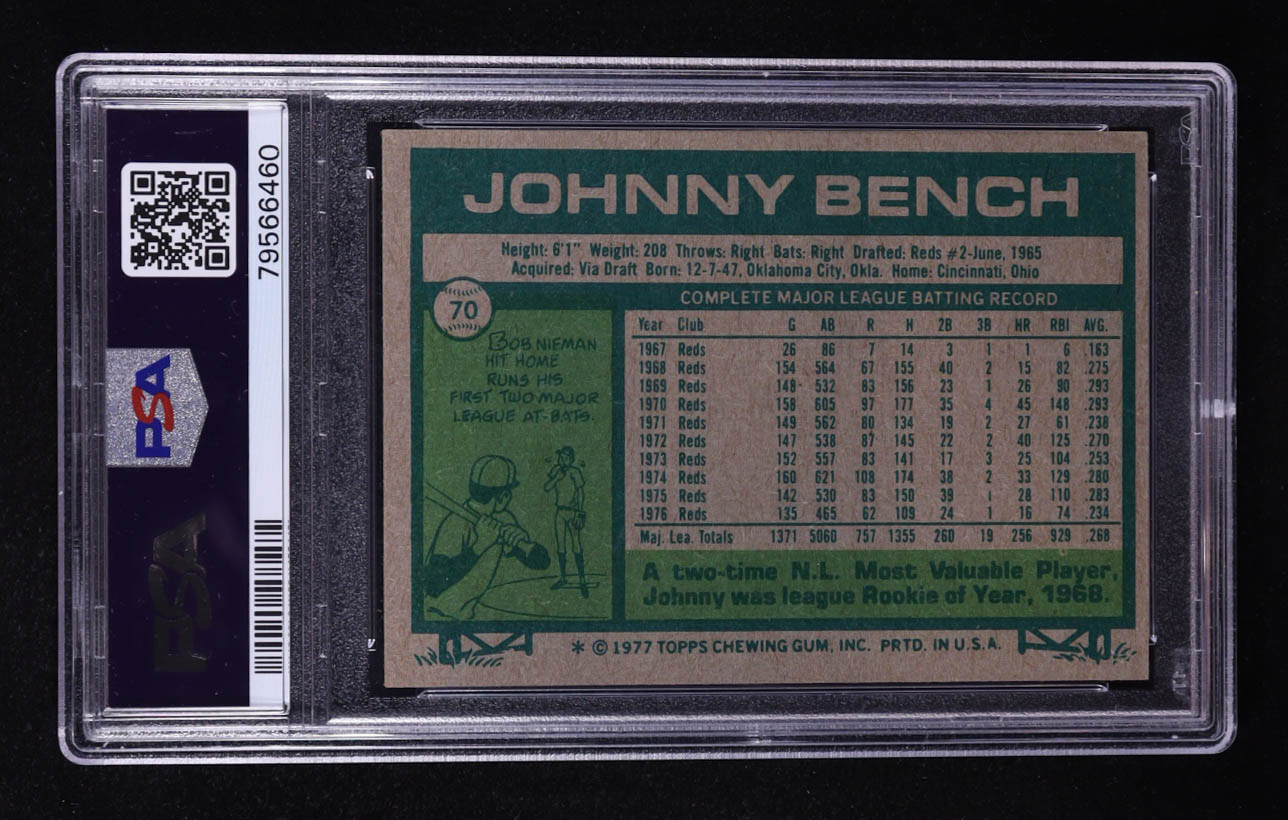 79566460
PSA
PSA
PSA
JOHNNY BENCH
Height: 6'1" Weight: 208 Throws: Right Bats: Right Drafted: Reds #2-June, 1965
Acquired: Via Draft Born: 12-7-47, Oklahoma City, Okla. Home: Cincinnati, Ohio
70
BOB NIEMAN
HIT HOME
RUNS HIS
FIRST TWO MAJOR
LEAGUE AT-BATS.
COMPLETE MAJOR LEAGUE BATTING RECORD
Year Club G AB R H 2B 3B HR RBI AVG.
1967 Reds 26 86 7 14 3 1 1 6 .163
1968 Reds 154 564 67 155 40 2 15 82 .275
1969 Reds 148 532 83 156 23 1 26 90 .293
1970 Reds 158 605 97 177 35 4 45 148 .293
1971 Reds 149 562 80 134 19 2 27 61 .238
1972 Reds 147 538 87 145 22 2 40 125 .270
1973 Reds 152 557 83 141 17 3 25 104 .253
1974 Reds 160 621 108 174 38 2 33 129 .280
1975 Reds 142 530 83 150 39 1 28 110 .283
1976 Reds 135 465 62 109 24 1 16 74 .234
Maj. Lea. Totals 1371 5060 757 1355 260 19 256 929 .268
A two-time N.L. Most Valuable Player,
Johnny was league Rookie of Year, 1968.
* © 1977 TOPPS CHEWING GUM, INC. PRTD. IN U.S.A.